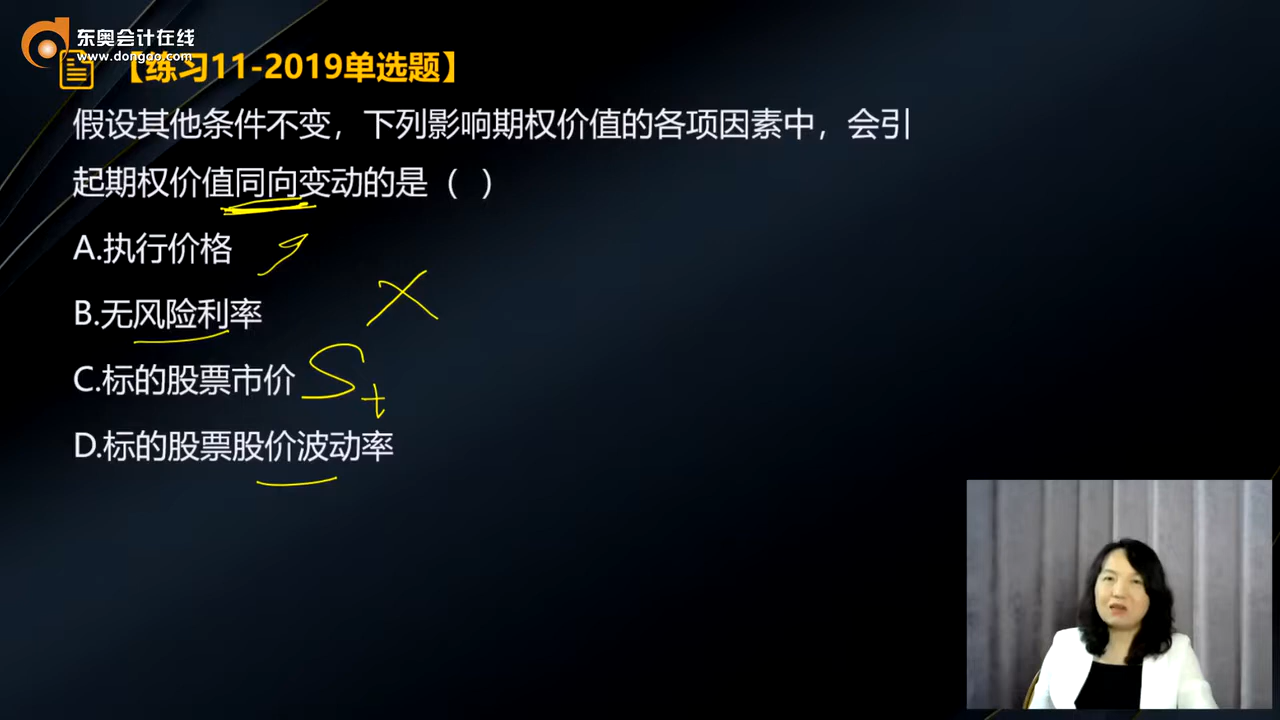 东奥会计在线
www.dongao.com
【练习11-2019单选题】
假设其他条件不变，下列影响期权价值的各项因素中，会引
起期权价值同向变动的是（ ）
A.执行价格
X
B.无风险利率
C.标的股票市价 St
D.标的股票股价波动率